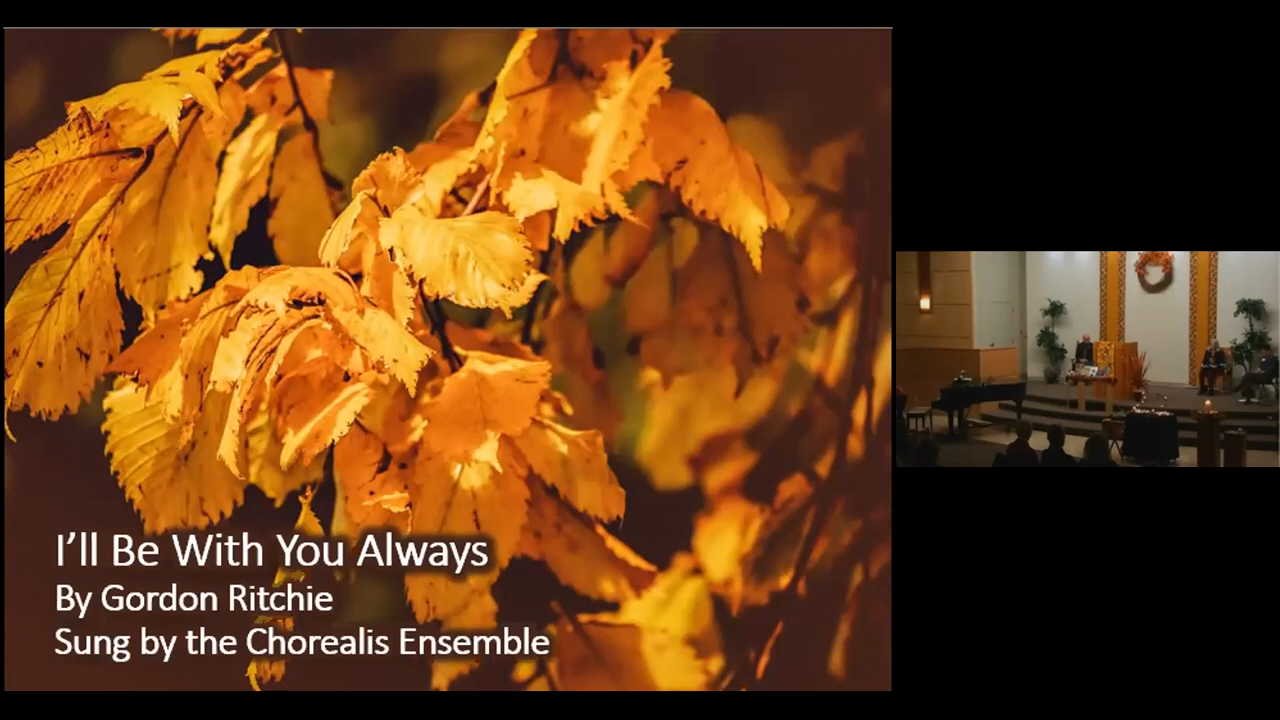 I’ll Be With You Always
By Gordon Ritchie
Sung by the Chorealis Ensemble